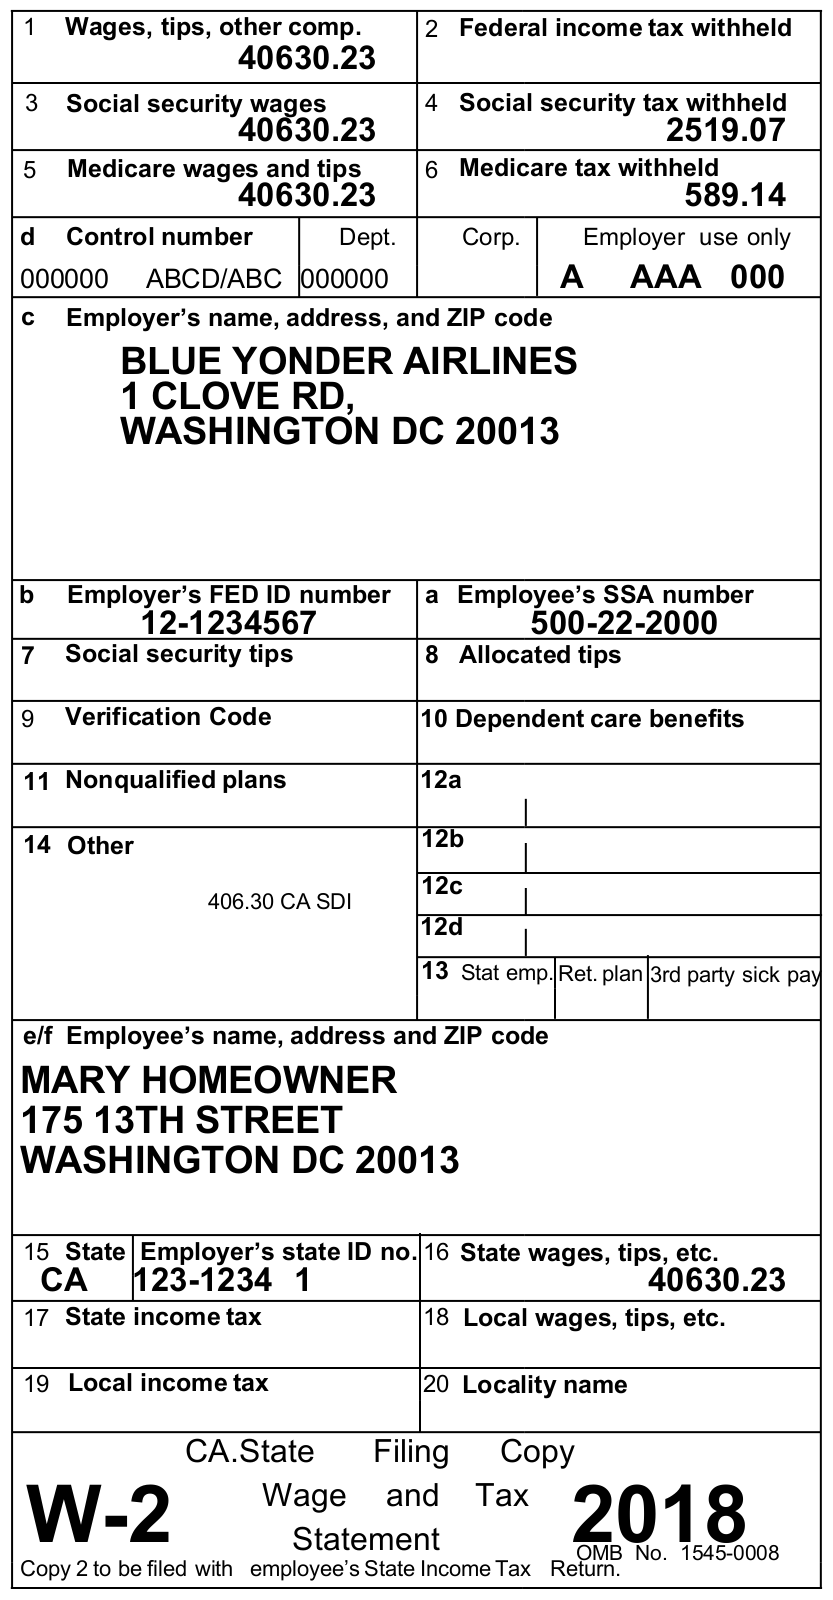 1 Wages, tips, other comp. 2 Federal income tax withheld
40630.23
3 Social security wages 4 Social security tax withheld
40630.23 2519.07
5 Medicare wages and tips 6 Medicare tax withheld
40630.23 589.14
d Control number Dept. Corp. Employer use only
000000 ABCD/ABC 000000 A AAA 000
c Employer’s name, address, and ZIP code
BLUE YONDER AIRLINES
1 CLOVE RD,
WASHINGTON DC 20013
b Employer’s FED ID number a Employee’s SSA number
12-1234567 500-22-2000
7 Social security tips 8 Allocated tips
9 Verification Code 10 Dependent care benefits
11 Nonqualified plans 12a
14 Other 12b
12c
406.30 CA SDI
12d
13 Stat emp. Ret. plan 3rd party sick pay
e/f Employee’s name, address and ZIP code
MARY HOMEOWNER
175 13TH STREET
WASHINGTON DC 20013
15 State Employer’s state ID no. 16 State wages, tips, etc.
CA 123-1234 1 40630.23
17 State income tax 18 Local wages, tips, etc.
19 Local income tax 20 Locality name
CA.State Filing Copy
W-2 Wage and Tax 2018
Statement
OMB No. 1545-0008
Copy 2 to be filed with employee’s State Income Tax Return.